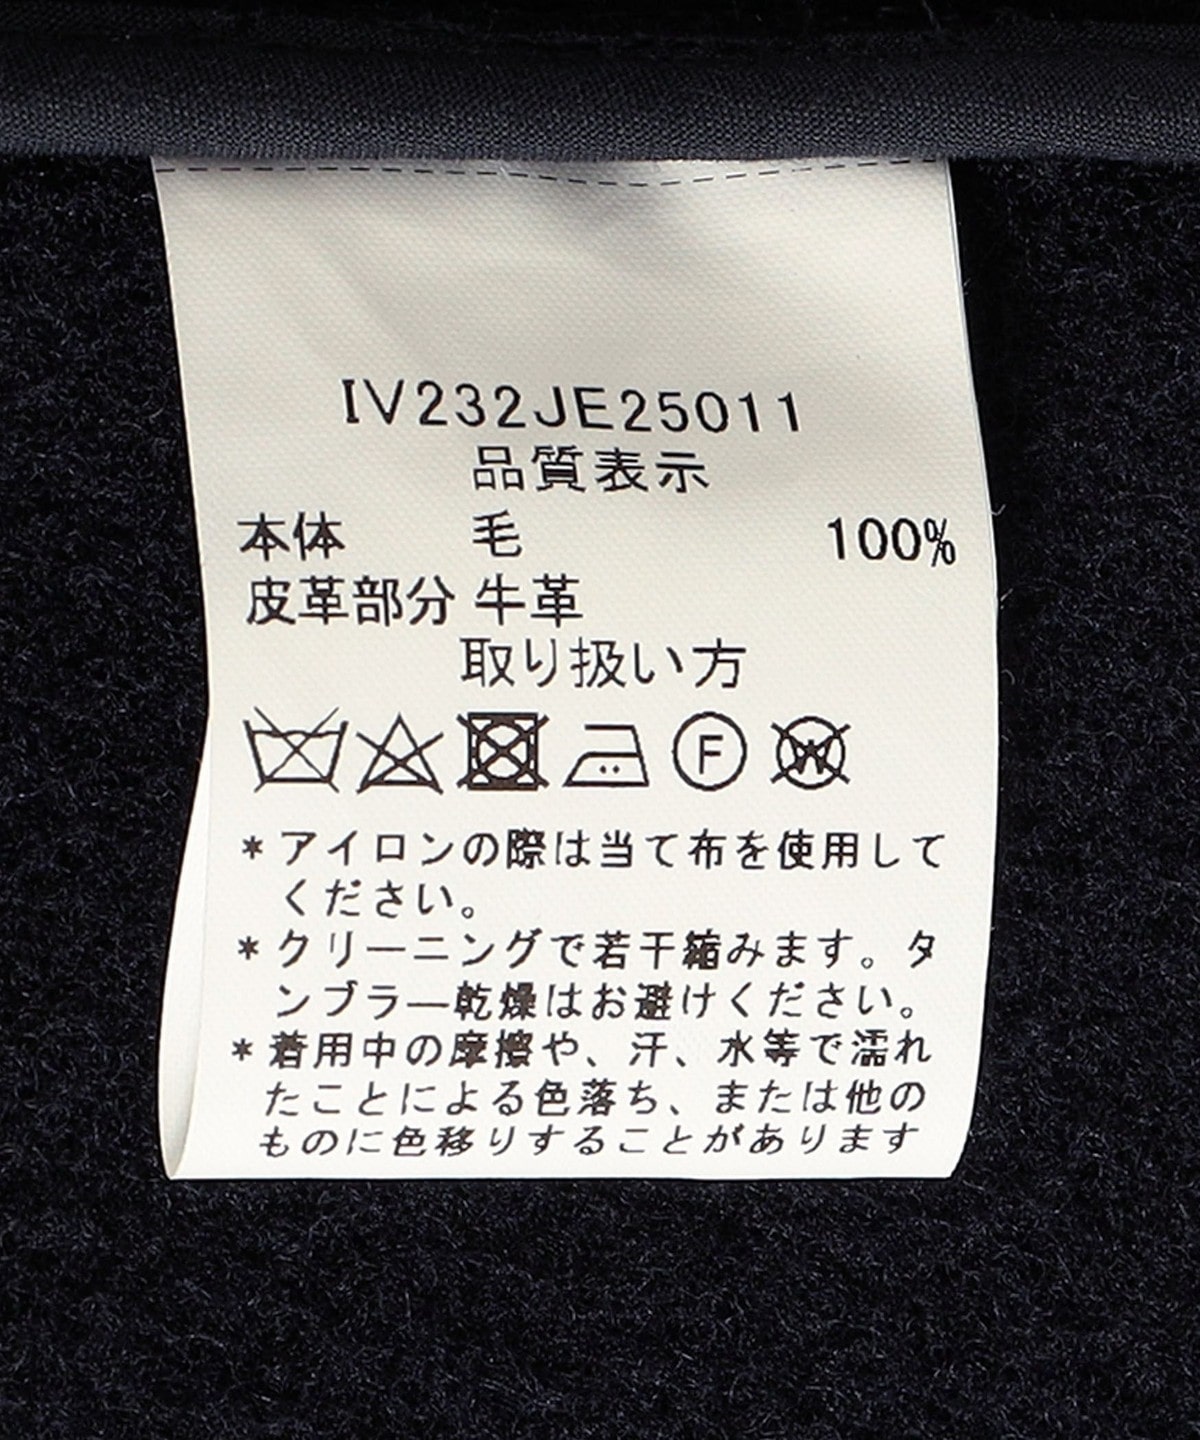 IV232JE25011
品質表示
本体 毛 100%
皮革部分 牛革
取り扱い方
F W
*アイロンの際は当て布を使用して
ください。
*クリーニングで若干縮みます。タ
ンブラー乾燥はお避けください。
*着用中の摩擦や、汗、水等で濡れ
たことによる色落ち、または他の
ものに色移りすることがあります